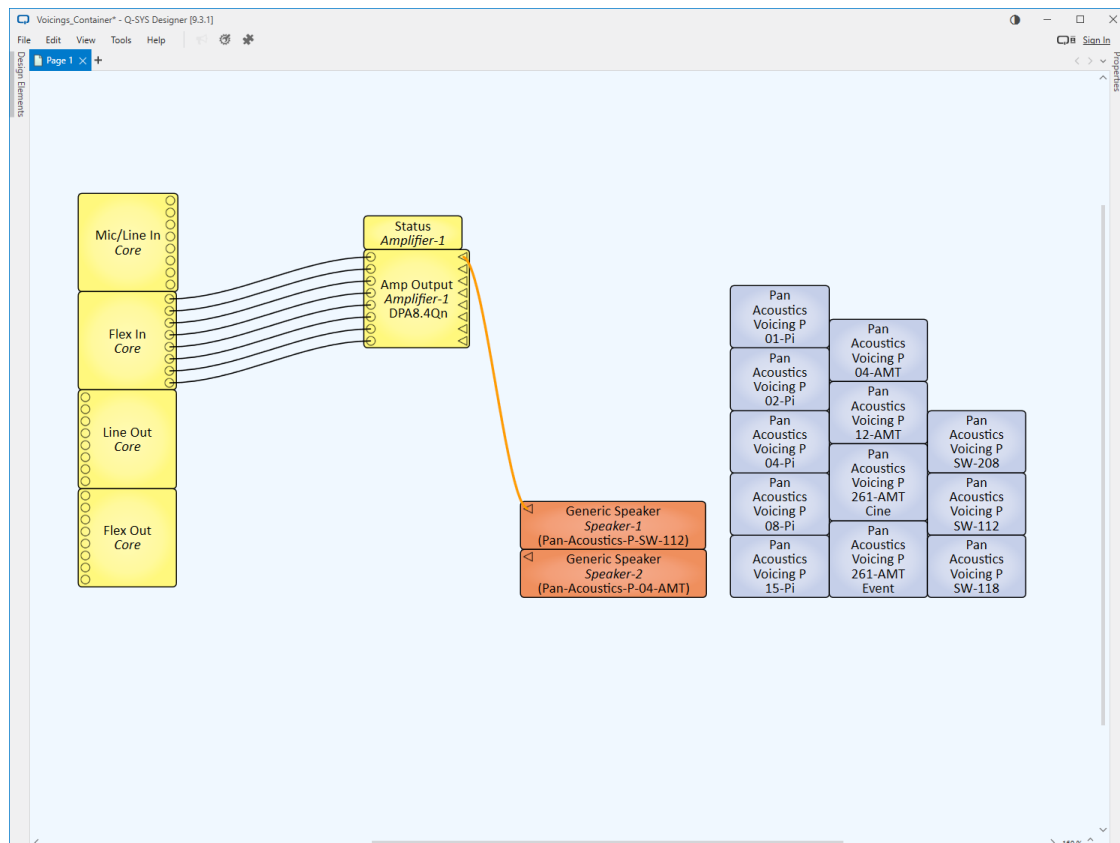 Voicings_Container* - Q-SYS Designer [9.3.1]
File Edit View Tools Help
Sign In
Page 1
Design Elements
Properties
Mic/Line In
Core
Flex In
Core
Line Out
Core
Flex Out
Core
Status
Amplifier-1
Amp Output
Amplifier-1
DPA8.4Qn
Generic Speaker
Speaker-1
(Pan-Acoustics-P-SW-112)
Generic Speaker
Speaker-2
(Pan-Acoustics-P-04-AMT)
Pan
Acoustics
Voicing P
01-Pi
Pan
Acoustics
Voicing P
02-Pi
Pan
Acoustics
Voicing P
04-Pi
Pan
Acoustics
Voicing P
08-Pi
Pan
Acoustics
Voicing P
15-Pi
Pan
Acoustics
Voicing P
04-AMT
Pan
Acoustics
Voicing P
12-AMT
Pan
Acoustics
Voicing P
261-AMT
Cine
Pan
Acoustics
Voicing P
261-AMT
Event
Pan
Acoustics
Voicing P
SW-208
Pan
Acoustics
Voicing P
SW-112
Pan
Acoustics
Voicing P
SW-118